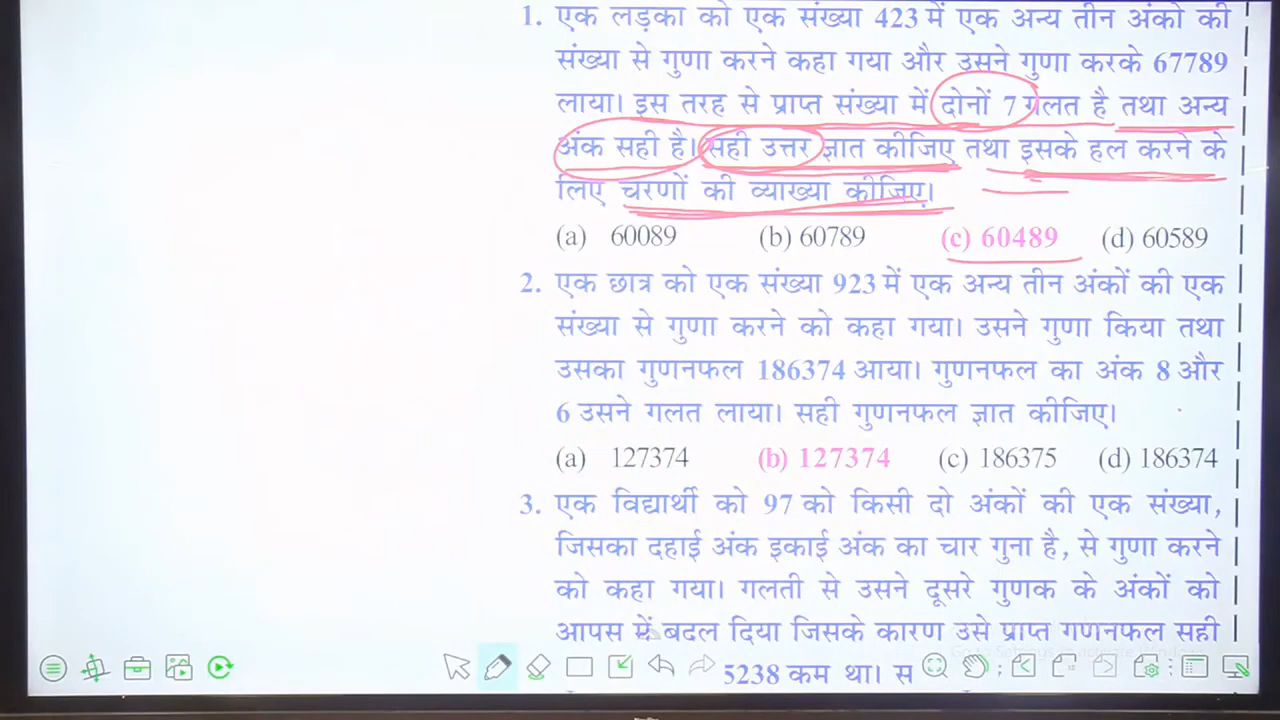 1. एक लड़का को एक संख्या 423 में एक अन्य तीन अंको की
संख्या से गुणा करने कहा गया और उसने गुणा करके 67789
लाया। इस तरह से प्राप्त संख्या में दोनों 7 गलत है तथा अन्य
अंक सही है। सही उत्तर ज्ञात कीजिए तथा इसके हल करने के
लिए चरणों की व्याख्या कीजिए।
(a) 60089 (b) 60789 (c) 60489 (d) 60589
2. एक छात्र को एक संख्या 923 में एक अन्य तीन अंकों की एक
संख्या से गुणा करने को कहा गया। उसने गुणा किया तथा
उसका गुणनफल 186374 आया। गुणनफल का अंक 8 और
6 उसने गलत लाया। सही गुणनफल ज्ञात कीजिए।
(a) 127374 (b) 127374 (c) 186375 (d) 186374
3. एक विद्यार्थी को 97 को किसी दो अंकों की एक संख्या,
जिसका दहाई अंक इकाई अंक का चार गुना है, से गुणा करने
को कहा गया। गलती से उसने दूसरे गुणक के अंकों को
आपस में बदल दिया जिसके कारण उसे प्राप्त गणनफल सही
5238 कम था। स